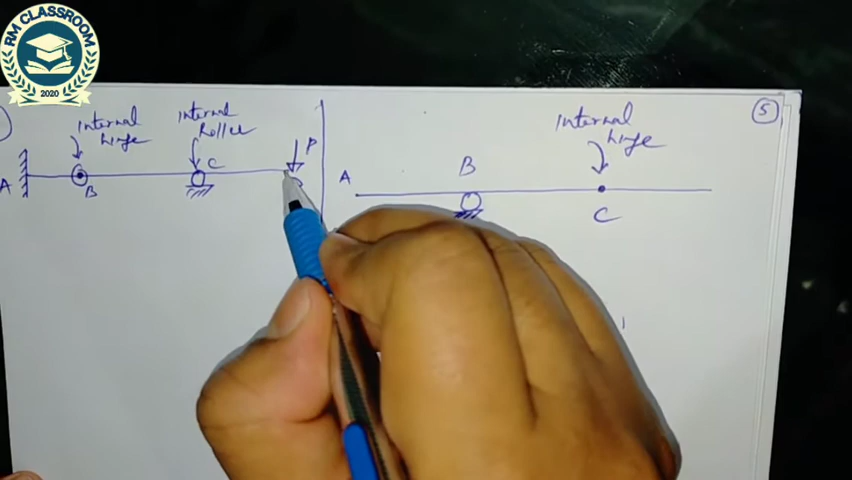 RM CLASSROOM
2020
internal
hinge
internal
roller
P
C
A
B
internal
hinge
5
B
A
C